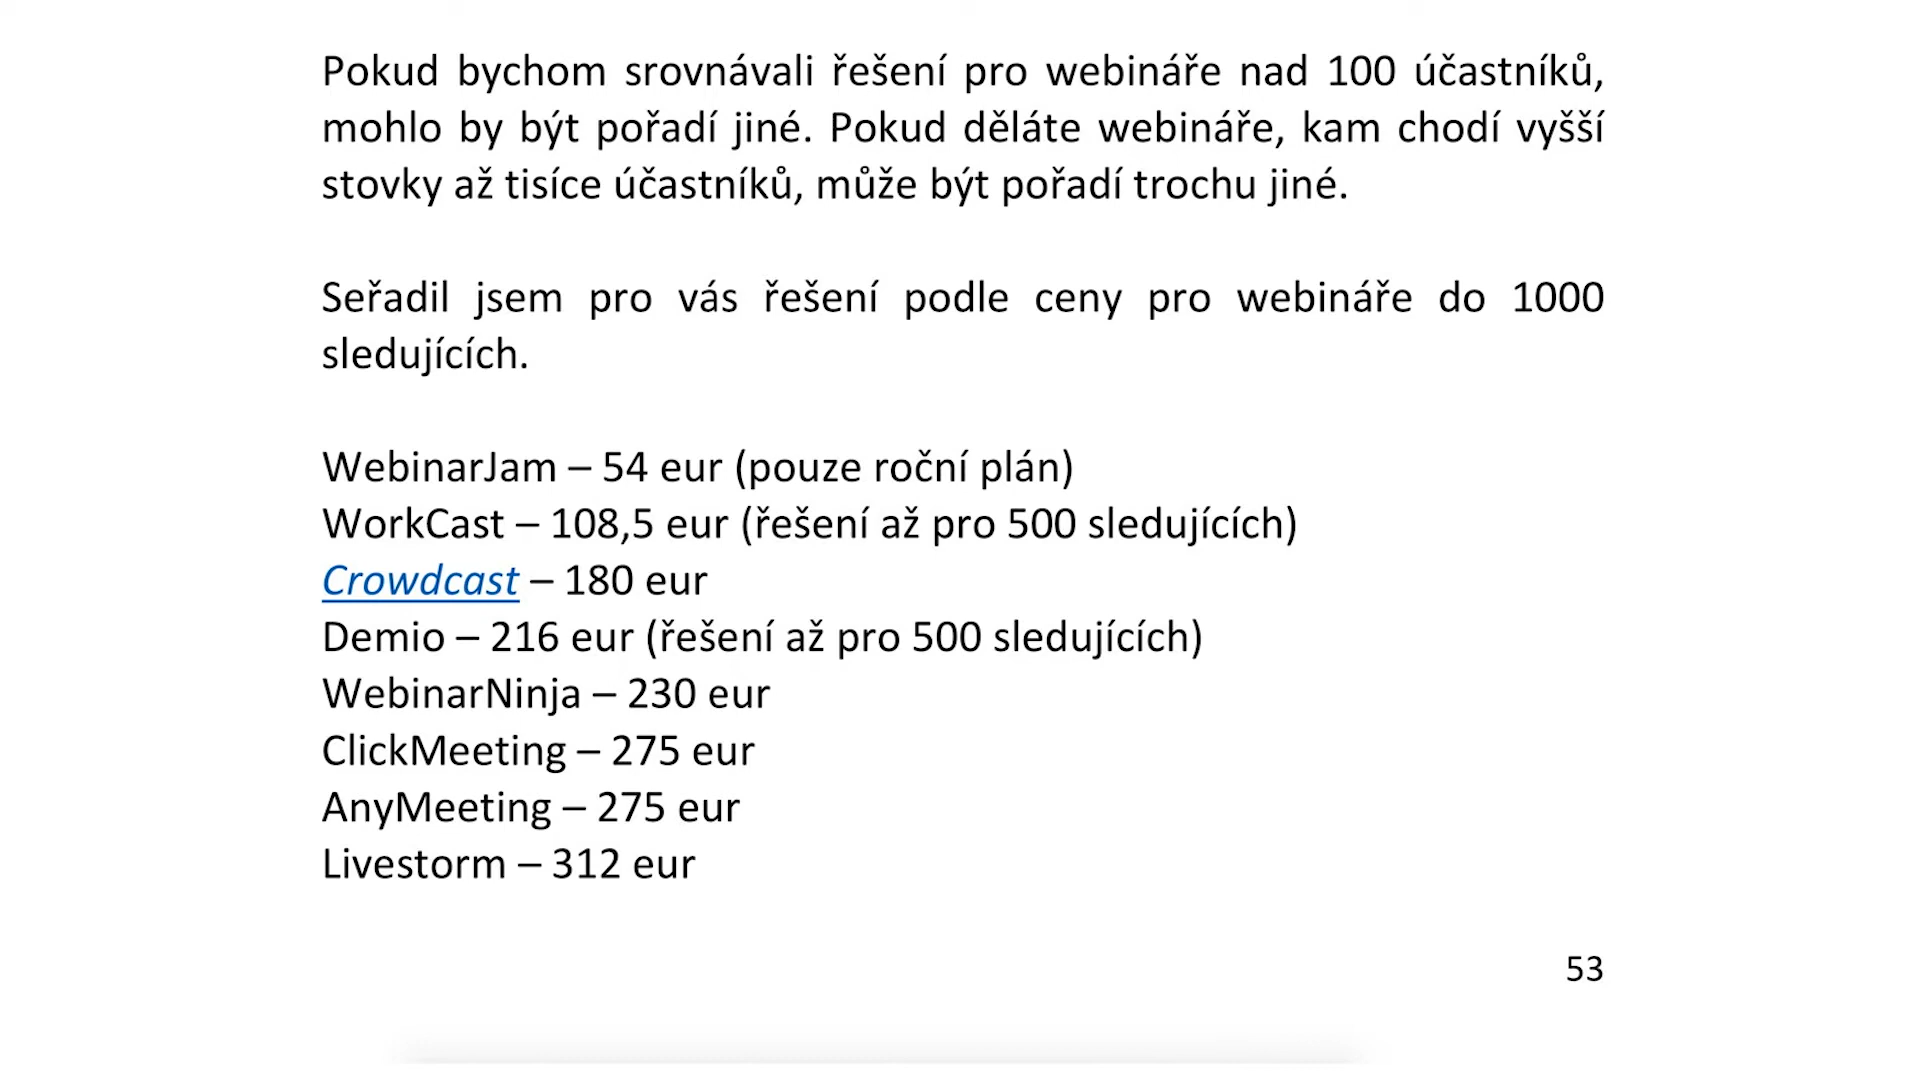 Pokud bychom srovnávali řešení pro webináře nad 100 účastníků,
mohlo by být pořadí jiné. Pokud děláte webináře, kam chodí vyšší
stovky až tisíce účastníků, může být pořadí trochu jiné.
Seřadil jsem pro vás řešení podle ceny pro webináře do 1000
sledujících.
WebinarJam – 54 eur (pouze roční plán)
WorkCast – 108,5 eur (řešení až pro 500 sledujících)
Crowdcast – 180 eur
Demio – 216 eur (řešení až pro 500 sledujících)
WebinarNinja – 230 eur
ClickMeeting – 275 eur
AnyMeeting – 275 eur
Livestorm – 312 eur
53